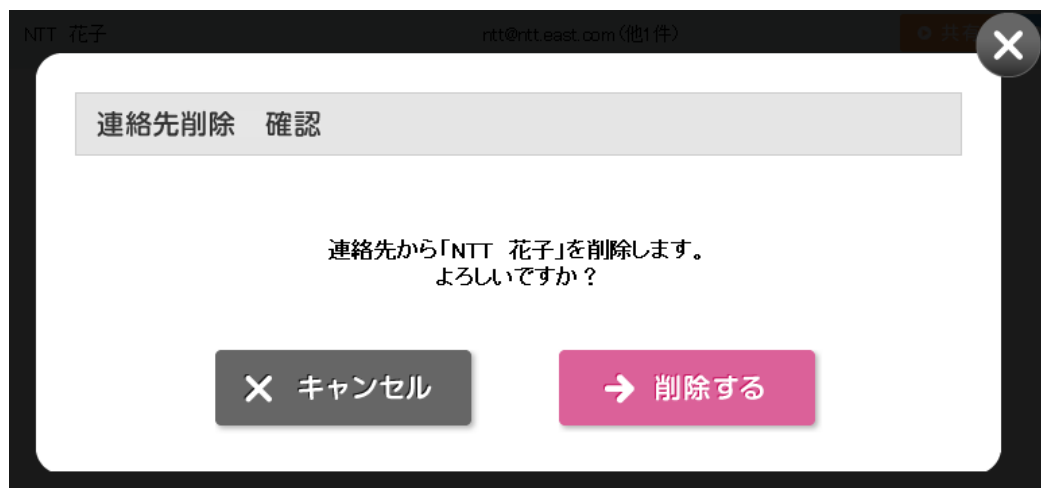 NTT 花子 ntt@ntt.east.com(他1件) 共有
連絡先削除 確認
連絡先から「NTT 花子」を削除します。
よろしいですか？
キャンセル 削除する